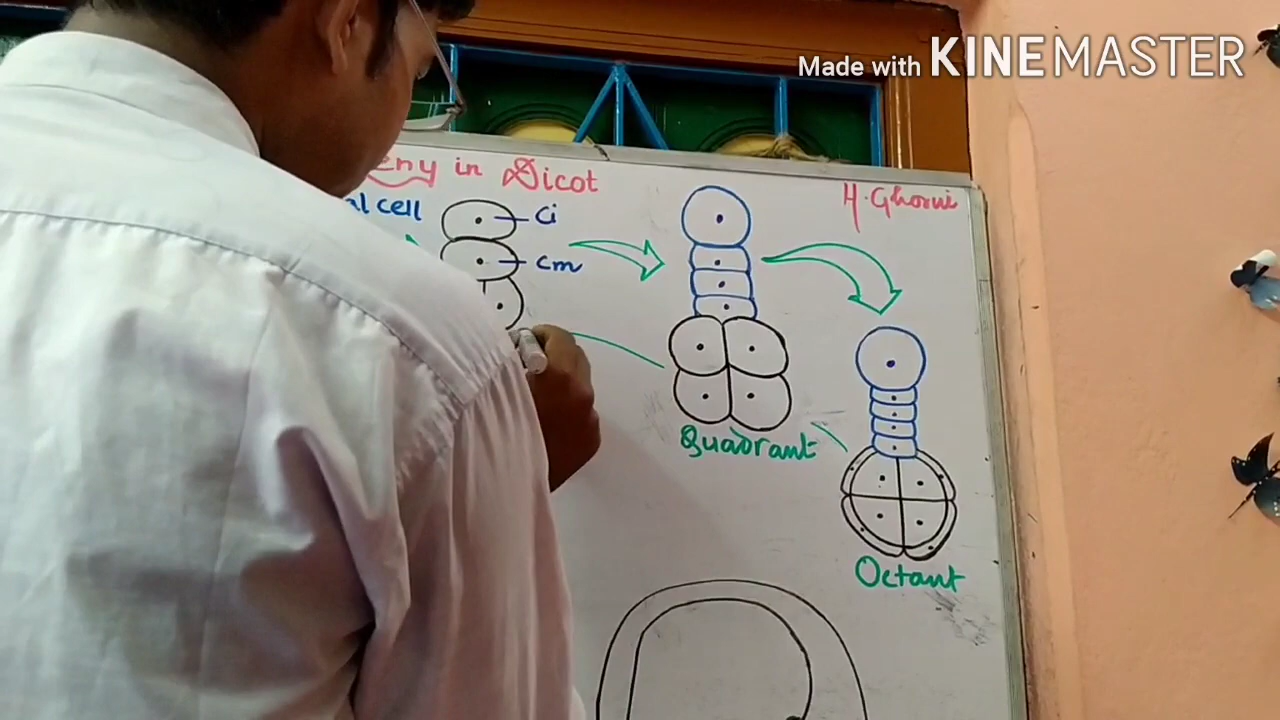 Made with KINEMASTER
eny in Dicot
H. Ghorui
al cell
Ci
Cm
Quadrant
Octant